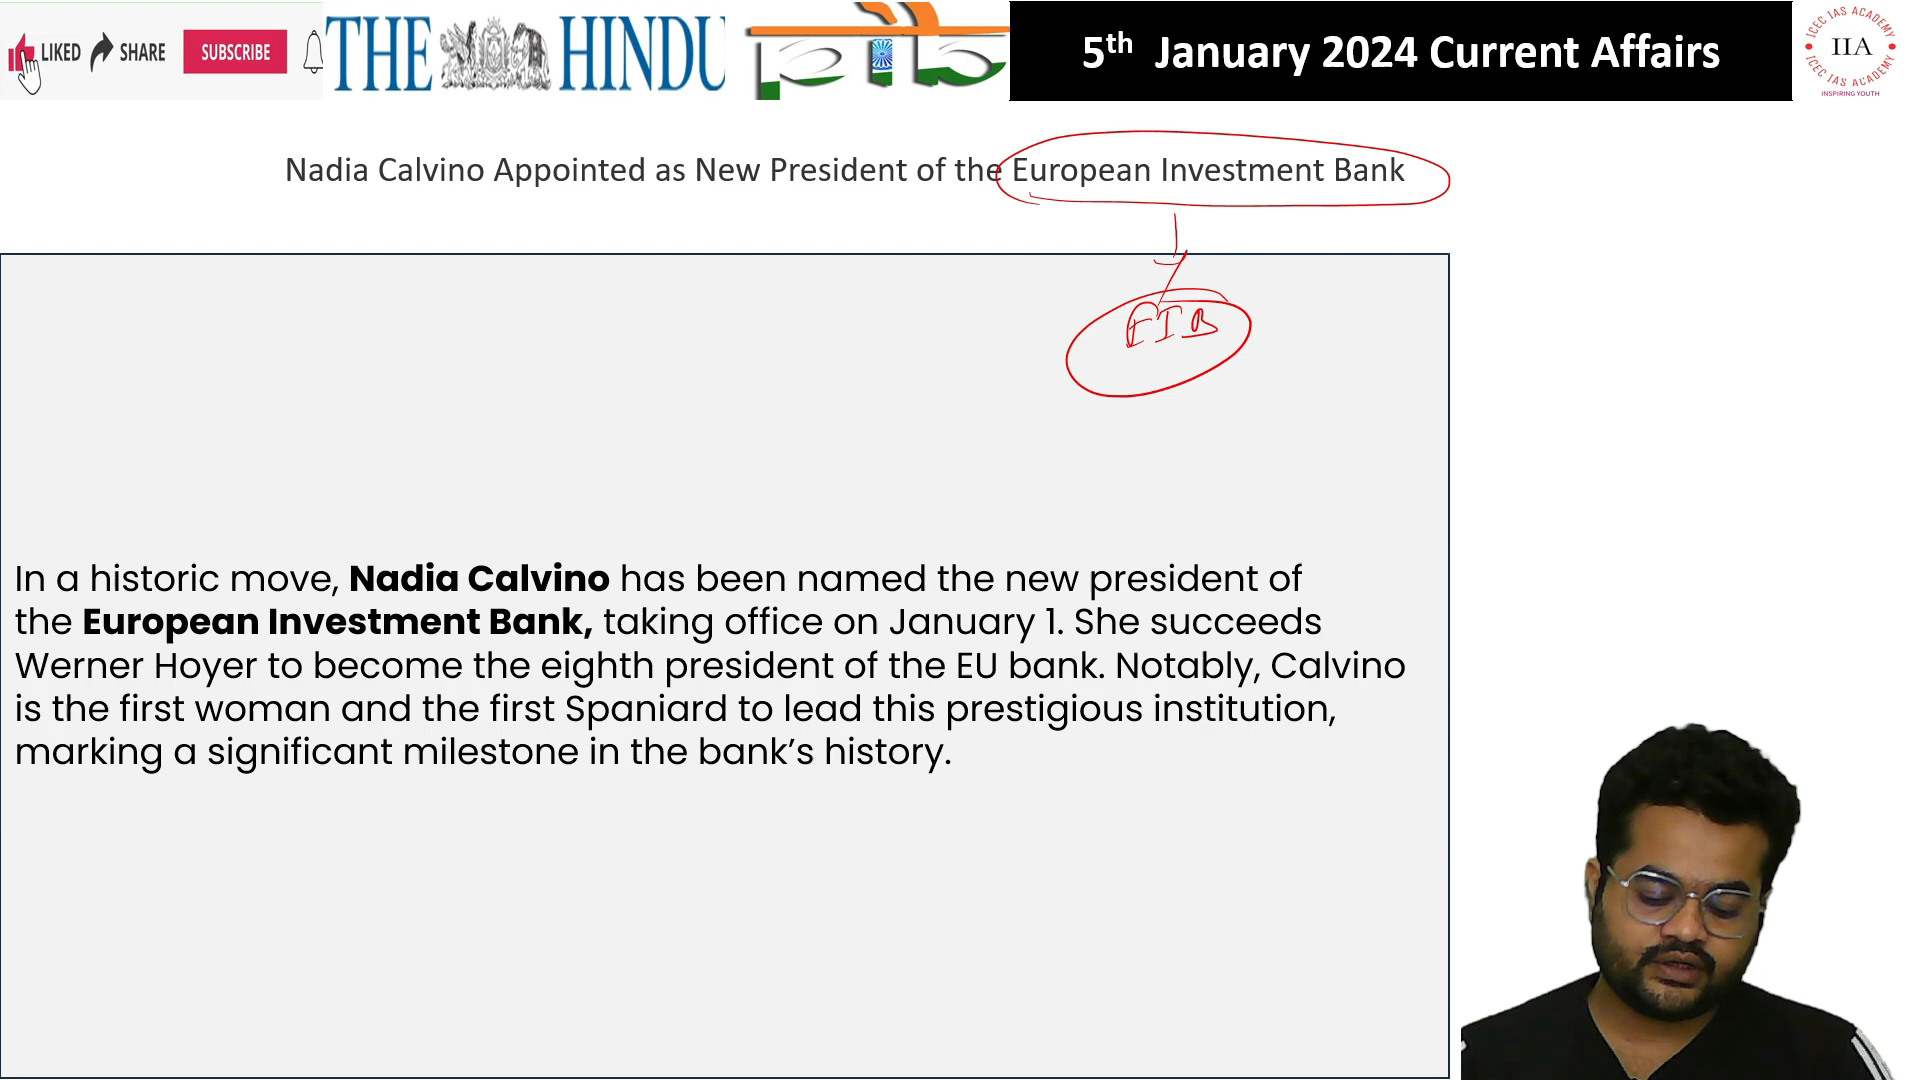 LIKED SHARE SUBSCRIBE THE HINDU pib 5th January 2024 Current Affairs ICEC IAS ACADEMY IIA ICEC IAS ACADEMY INSPIRING YOUTH
Nadia Calvino Appointed as New President of the European Investment Bank
EIB
In a historic move, Nadia Calvino has been named the new president of
the European Investment Bank, taking office on January 1. She succeeds
Werner Hoyer to become the eighth president of the EU bank. Notably, Calvino
is the first woman and the first Spaniard to lead this prestigious institution,
marking a significant milestone in the bank’s history.